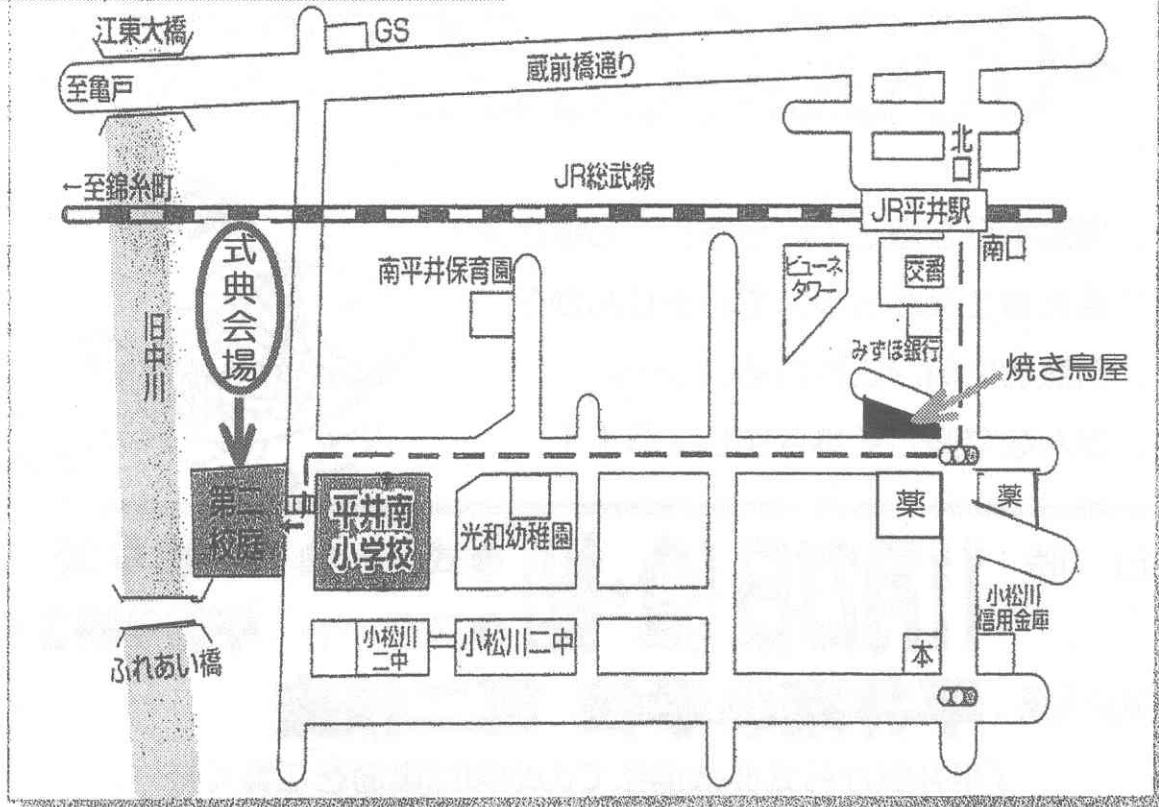 江東大橋
GS
蔵前橋通り
至亀戸
北口
←至錦糸町
JR総武線
JR平井駅
南口
式典会場
南平井保育園
ビューネ
タワー
交番
旧中川
みずほ銀行
焼き鳥屋
第二
校庭
平井南
小学校
光和幼稚園
薬
薬
小松川
信用金庫
小松川
二中
小松川二中
本
ふれあい橋